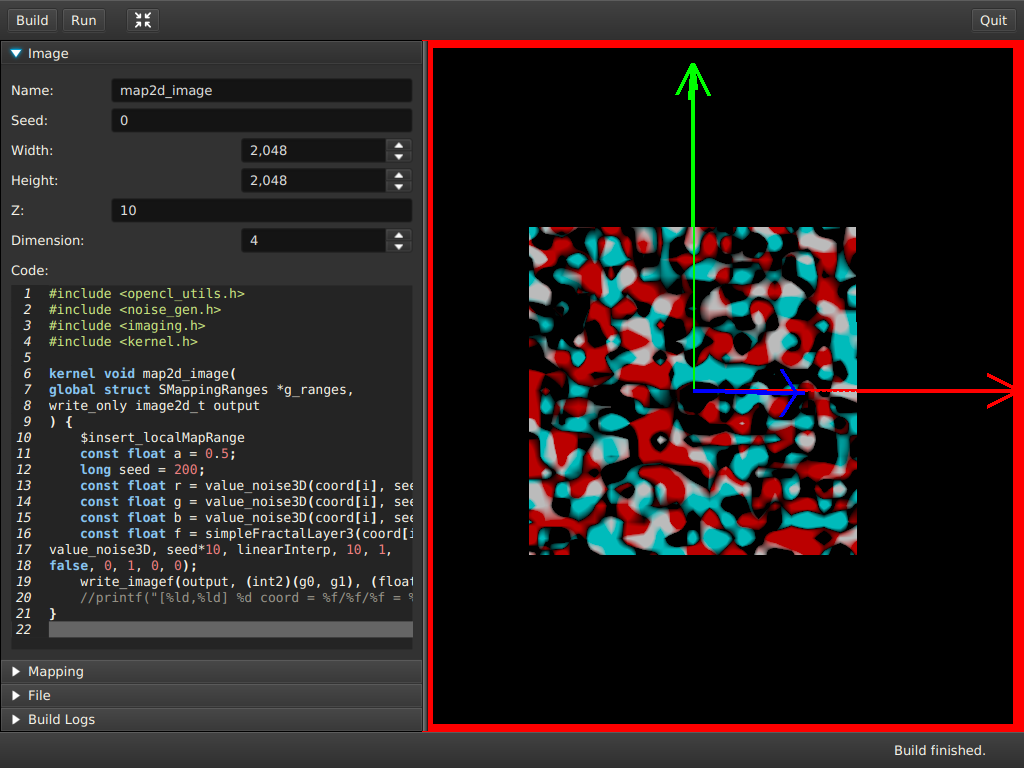 Build Run Quit
Image
Name: map2d_image
Seed: 0
Width: 2,048
Height: 2,048
Z: 10
Dimension: 4
Code:
1 #include <opencl_utils.h>
2 #include <noise_gen.h>
3 #include <imaging.h>
4 #include <kernel.h>
5
6 kernel void map2d_image(
7 global struct SMappingRanges *g_ranges,
8 write_only image2d_t output
9 ) {
10 $insert_localMapRange
11 const float a = 0.5;
12 long seed = 200;
13 const float r = value_noise3D(coord[i], see
14 const float g = value_noise3D(coord[i], see
15 const float b = value_noise3D(coord[i], see
16 const float f = simpleFractalLayer3(coord[i
17 value_noise3D, seed*10, linearInterp, 10, 1,
18 false, 0, 1, 0, 0);
19 write_imagef(output, (int2)(g0, g1), (float
20 //printf("[%ld,%ld] %d coord = %f/%f/%f = %
21 }
22
Mapping
File
Build Logs
Build finished.